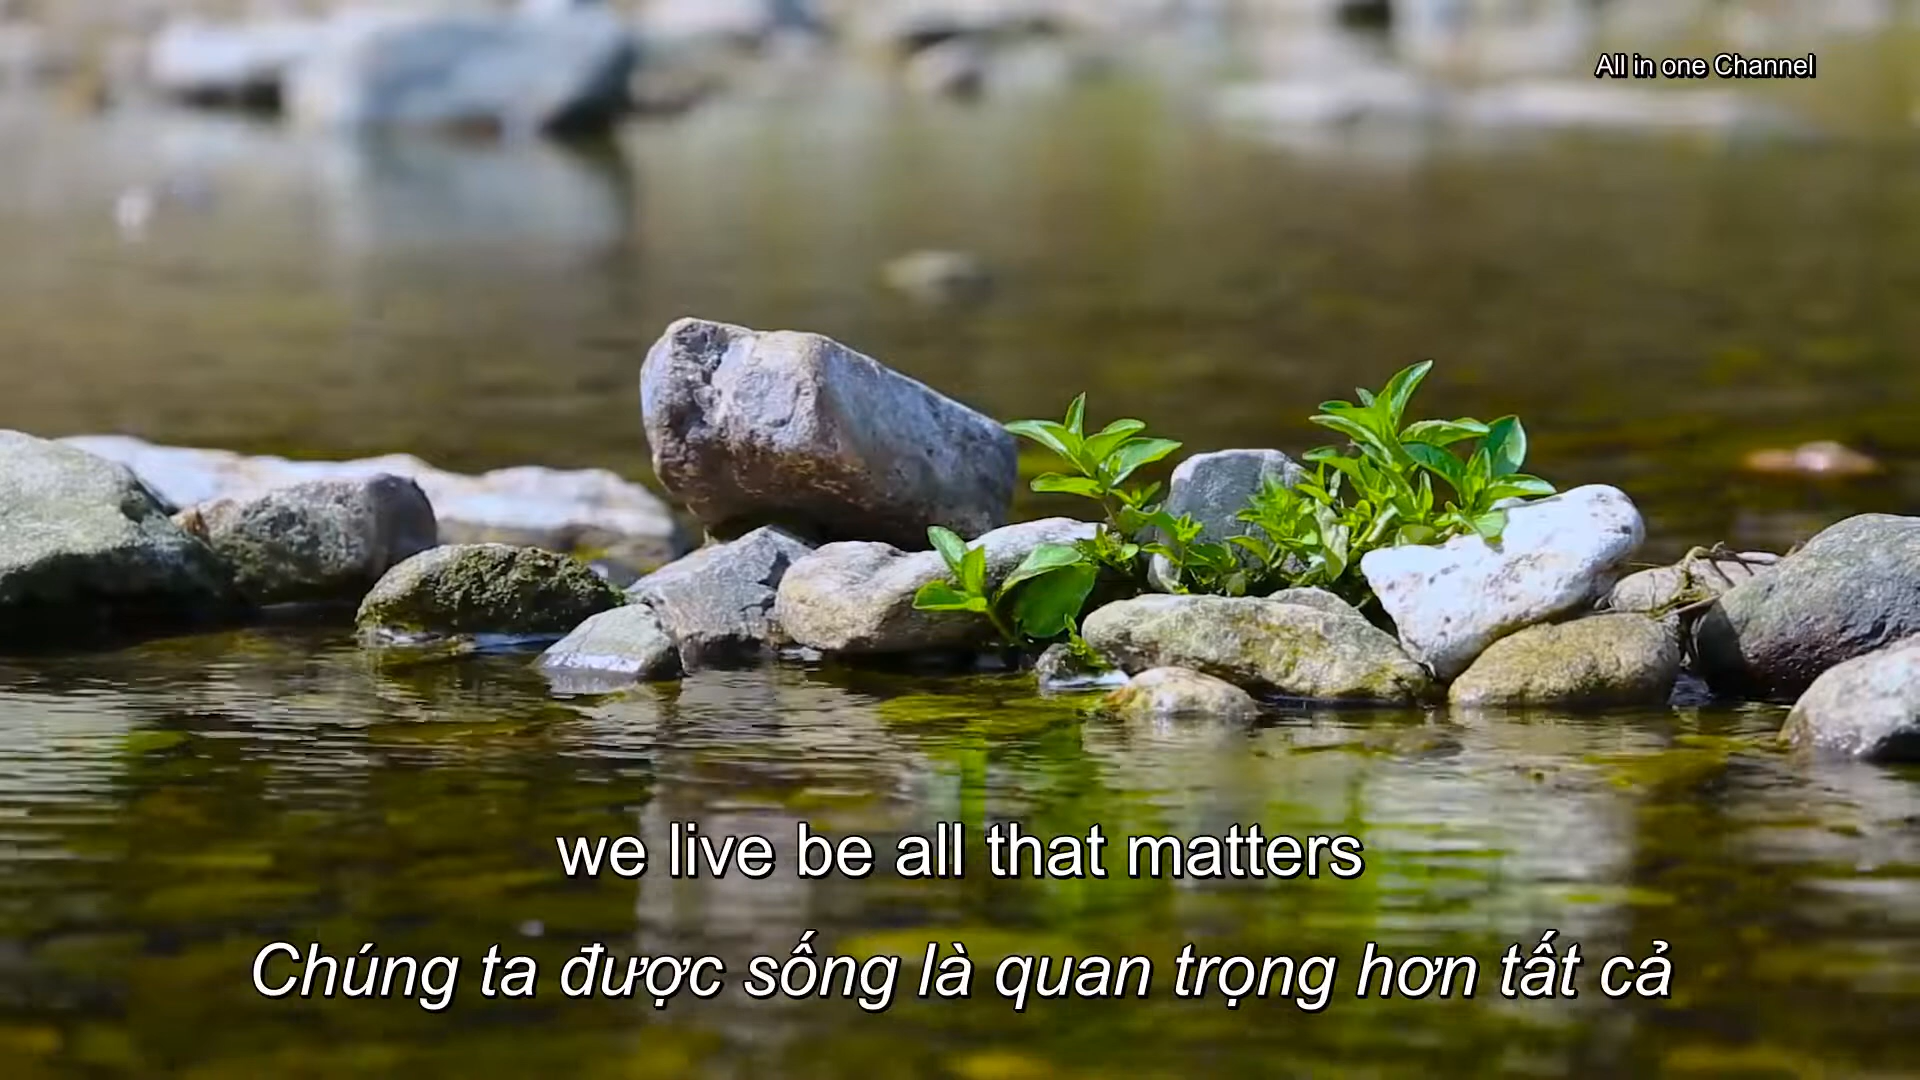 All in one Channel
we live be all that matters
Chúng ta được sống là quan trọng hơn tất cả